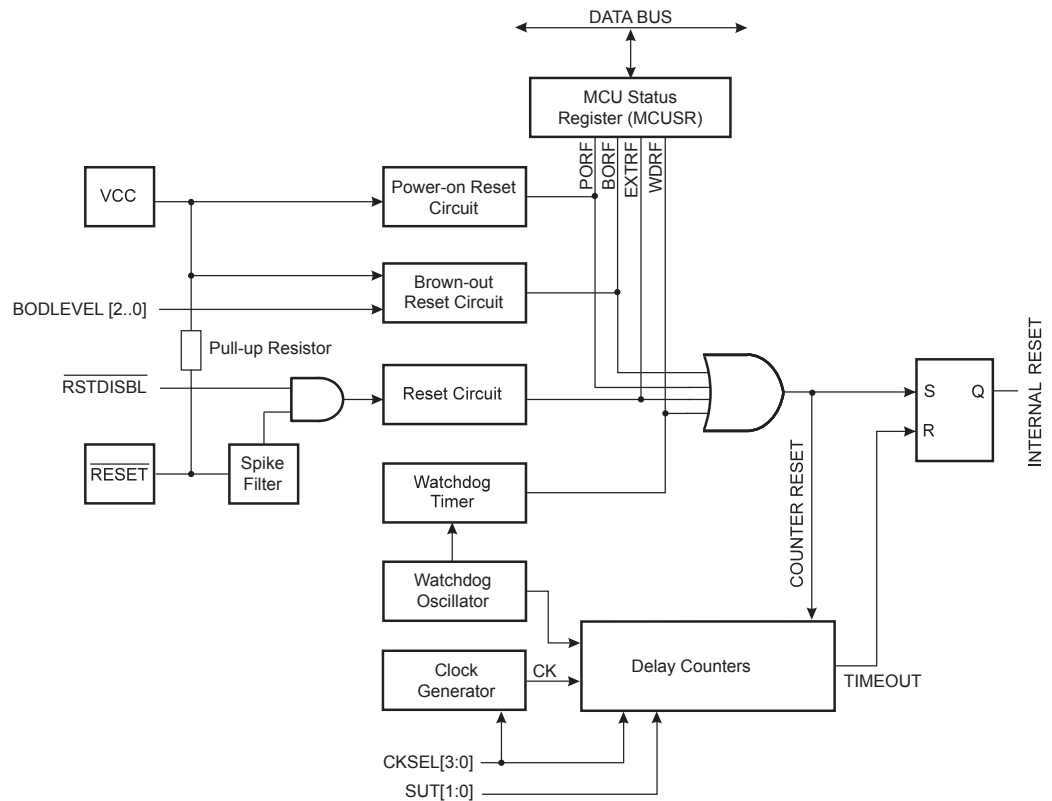 DATA BUS
MCU Status
Register (MCUSR)
PORF
BORF
EXTRF
WDRF
VCC
Power-on Reset
Circuit
Brown-out
Reset Circuit
BODLEVEL [2..0]
Pull-up Resistor
RSTDISBL
Reset Circuit
S
Q
R
INTERNAL RESET
RESET
Spike
Filter
Watchdog
Timer
COUNTER RESET
Watchdog
Oscillator
Clock
Generator
CK
Delay Counters
TIMEOUT
CKSEL[3:0]
SUT[1:0]